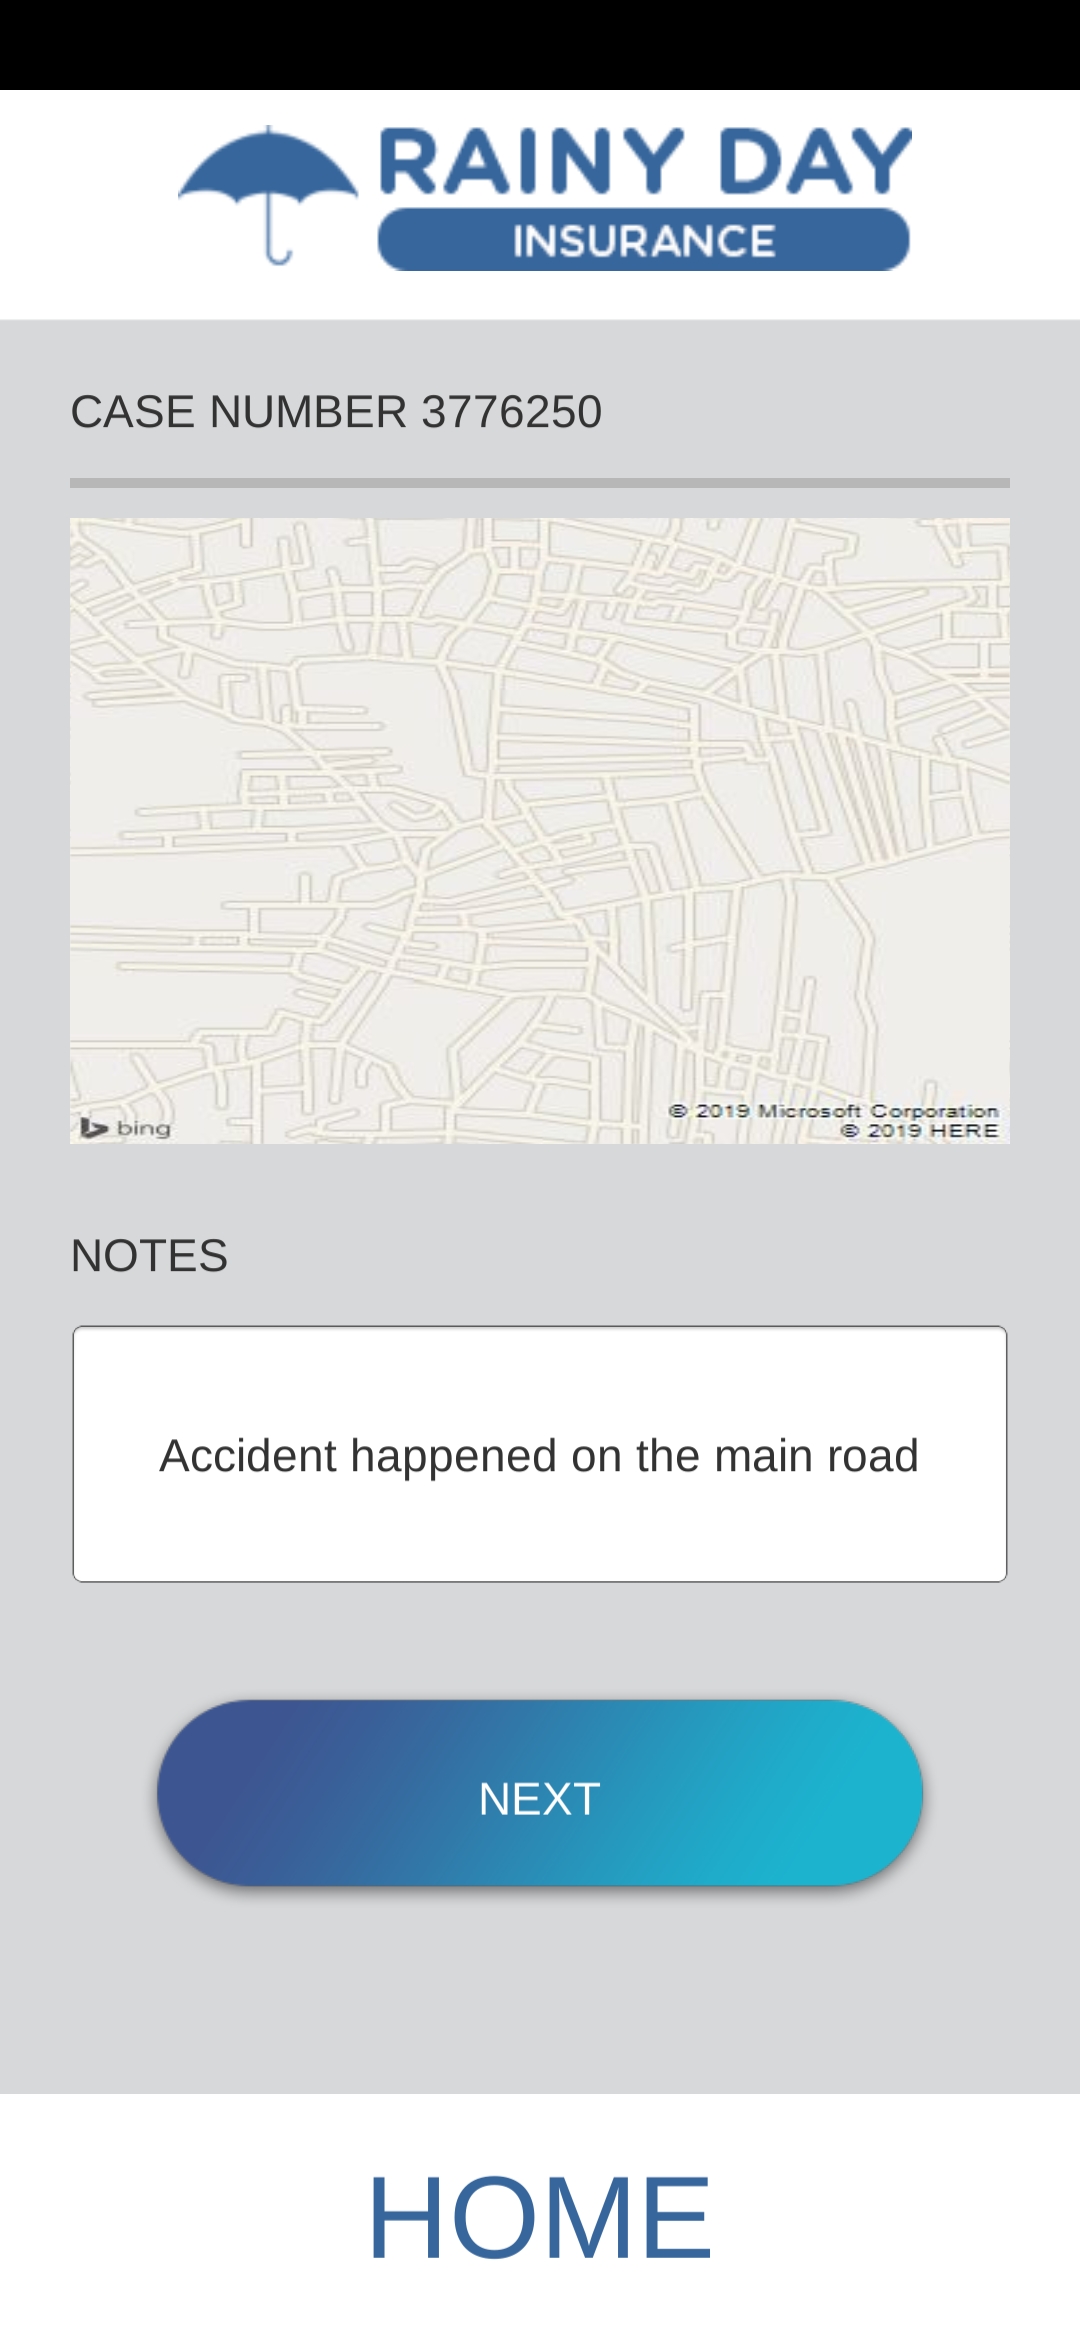 RAINY DAY
INSURANCE
CASE NUMBER 3776250
bing
© 2019 Microsoft Corporation
© 2019 HERE
NOTES
Accident happened on the main road
NEXT
HOME